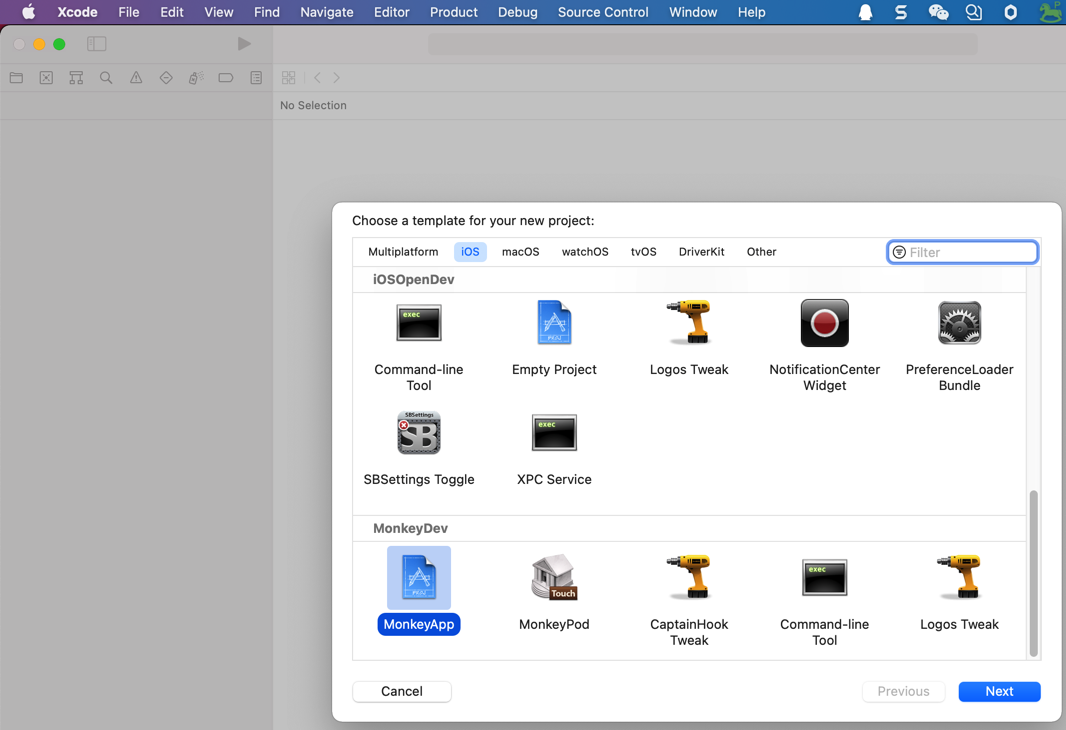 Xcode File Edit View Find Navigate Editor Product Debug Source Control Window Help
No Selection
Choose a template for your new project:
Multiplatform iOS macOS watchOS tvOS DriverKit Other
Filter
iOSOpenDev
exec
Command-line
Tool
Empty Project
Logos Tweak
NotificationCenter
Widget
PreferenceLoader
Bundle
SBSettings
SB
SBSettings Toggle
exec
XPC Service
MonkeyDev
MonkeyApp
Touch
MonkeyPod
CaptainHook
Tweak
exec
Command-line
Tool
Logos Tweak
Cancel
Previous
Next